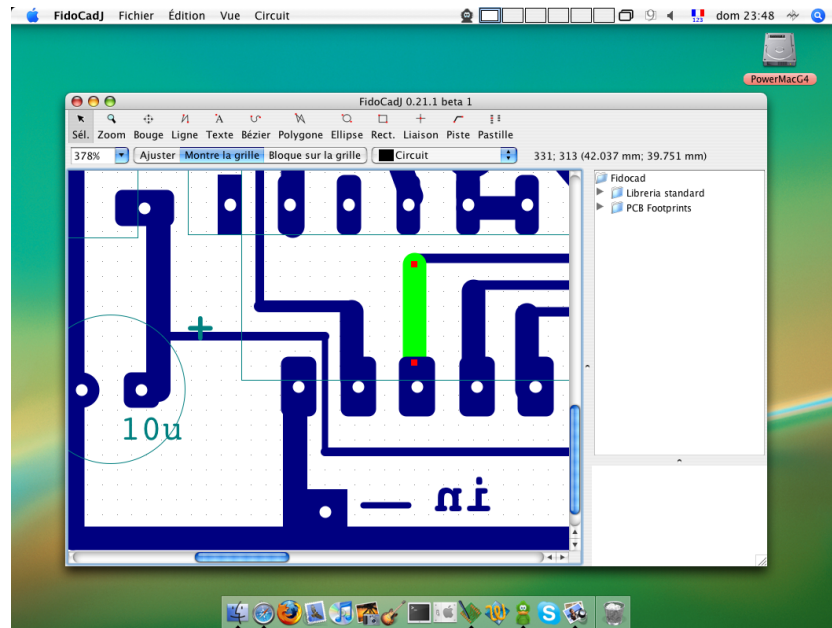 FidoCadJ Fichier Édition Vue Circuit dom 23:48
PowerMacG4
FidoCadJ 0.21.1 beta 1
Sél. Zoom Bouge Ligne Texte Bézier Polygone Ellipse Rect. Liaison Piste Pastille
378% Ajuster Montre la grille Bloque sur la grille Circuit 331; 313 (42.037 mm; 39.751 mm)
Fidocad
Libreria standard
PCB Footprints
10u